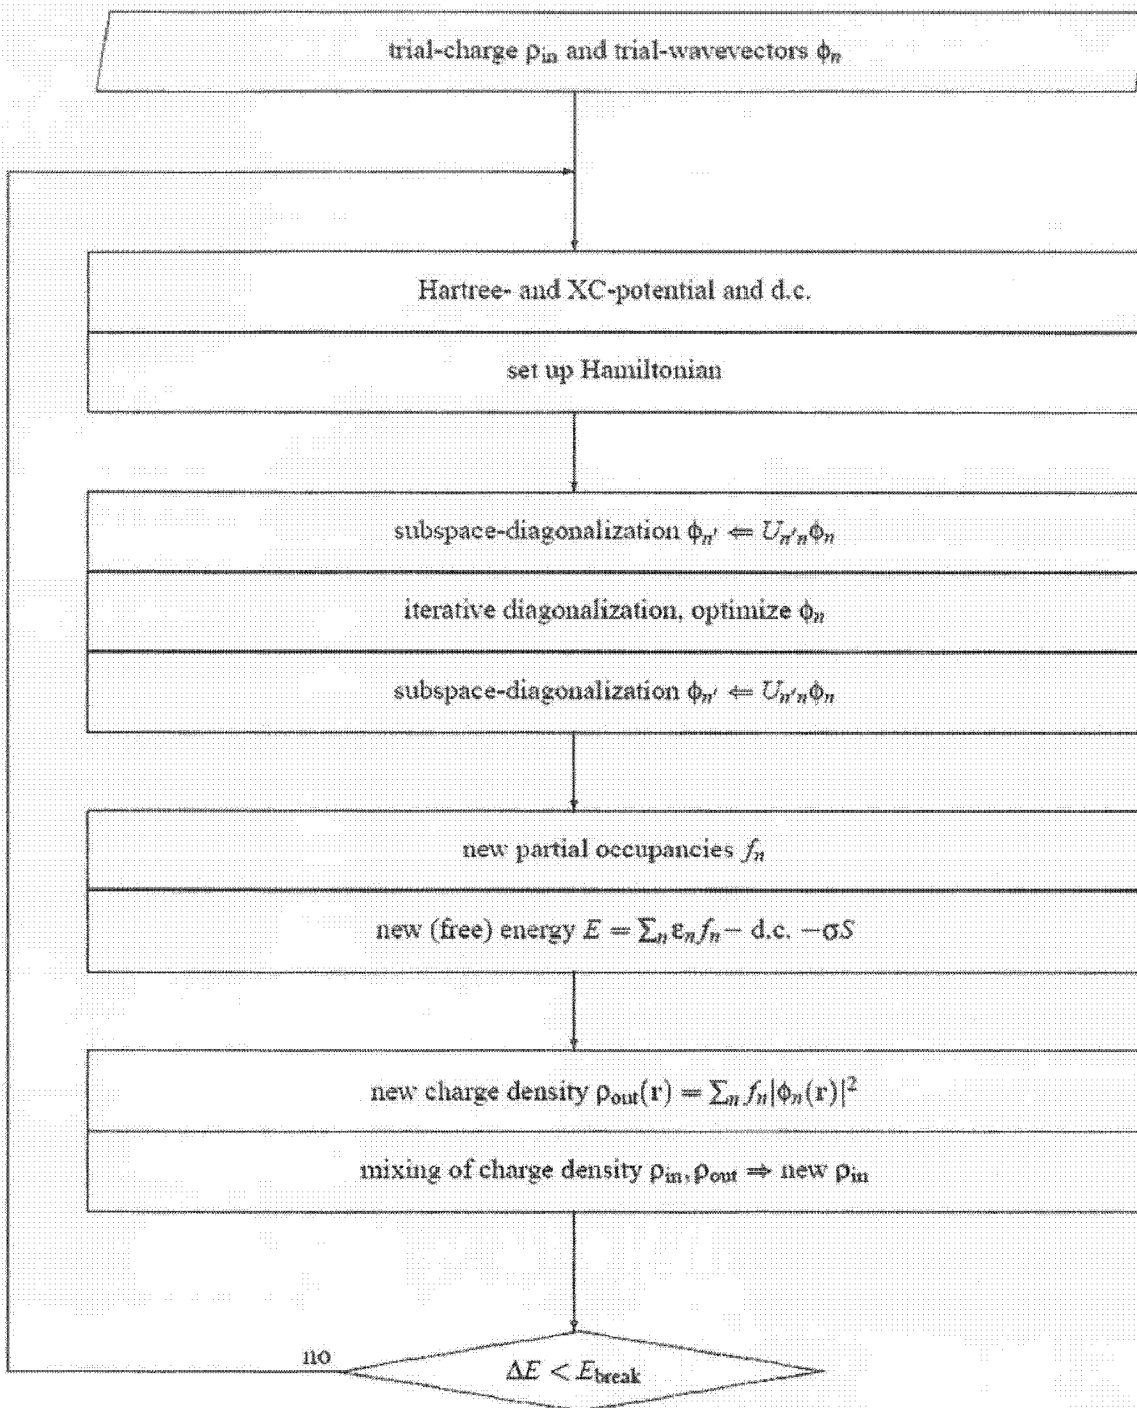 trial-charge ρin and trial-wavevectors ϕn
Hartree- and XC-potential and d.c.
set up Hamiltonian
subspace-diagonalization ϕn′ ⇐ Un′nϕn
iterative diagonalization, optimize ϕn
subspace-diagonalization ϕn′ ⇐ Un′nϕn
new partial occupancies fn
new (free) energy E = ∑n εn fn − d.c. −σS
new charge density ρout(r) = ∑n fn|ϕn(r)|²
mixing of charge density ρin, ρout ⇒ new ρin
no
ΔE < Ebreak